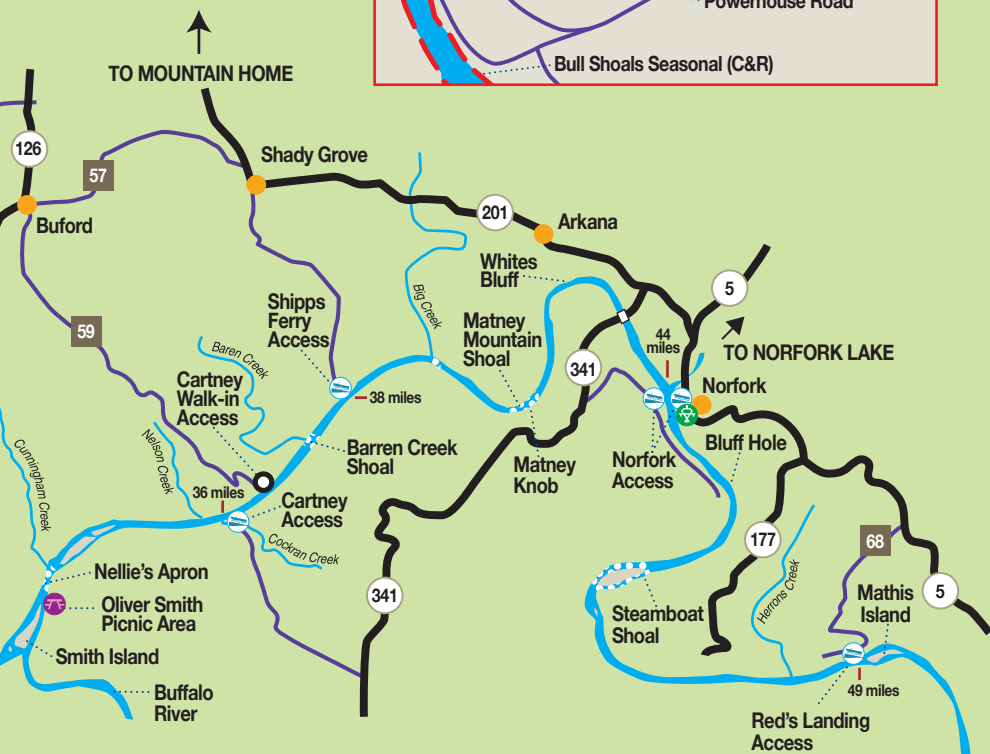 Powerhouse Road
Bull Shoals Seasonal (C&R)
TO MOUNTAIN HOME
126
57
Buford
Shady Grove
201
Arkana
Whites
Bluff
5
TO NORFORK LAKE
59
Big Creek
Shipps
Ferry
Access
Matney
Mountain
Shoal
44
miles
341
Norfork
Baren Creek
Cartney
Walk-in
Access
38 miles
Barren Creek
Shoal
Matney
Knob
Norfork
Access
Bluff Hole
Cunningham Creek
Nelson Creek
36 miles
Cartney
Access
Cockran Creek
177
68
Herrons Creek
Mathis
Island
5
Nellie's Apron
Oliver Smith
Picnic Area
341
Steamboat
Shoal
Smith Island
Buffalo
River
49 miles
Red's Landing
Access